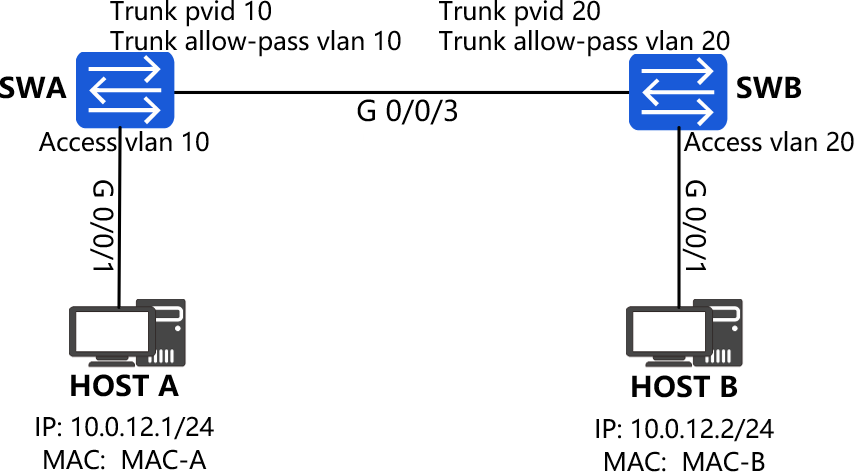 Trunk pvid 10
Trunk allow-pass vlan 10
Trunk pvid 20
Trunk allow-pass vlan 20
SWA
SWB
G 0/0/3
Access vlan 10
Access vlan 20
G 0/0/1
G 0/0/1
HOST A
IP: 10.0.12.1/24
MAC: MAC-A
HOST B
IP: 10.0.12.2/24
MAC: MAC-B